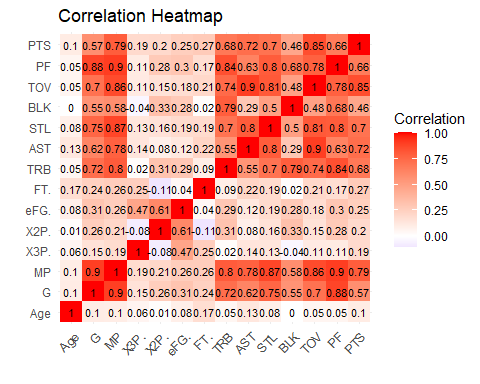 Correlation Heatmap
PTS 0.1 0.57 0.79 0.19 0.2 0.25 0.27 0.68 0.72 0.7 0.46 0.85 0.66 1
PF 0.05 0.88 0.9 0.11 0.28 0.3 0.17 0.84 0.63 0.8 0.68 0.78 1 0.66
TOV 0.05 0.7 0.86 0.11 0.15 0.18 0.21 0.74 0.9 0.81 0.48 1 0.78 0.85
BLK 0 0.55 0.58 -0.04 0.33 0.28 0.02 0.79 0.29 0.5 1 0.48 0.68 0.46
STL 0.08 0.75 0.87 0.13 0.16 0.19 0.19 0.7 0.8 1 0.5 0.81 0.8 0.7
AST 0.13 0.62 0.78 0.14 0.08 0.12 0.22 0.55 1 0.8 0.29 0.9 0.63 0.72
TRB 0.05 0.72 0.8 0.02 0.31 0.29 0.09 1 0.55 0.7 0.79 0.74 0.84 0.68
FT. 0.17 0.24 0.26 0.25 -0.11 0.04 1 0.09 0.22 0.19 0.02 0.21 0.17 0.27
eFG. 0.08 0.31 0.26 0.47 0.61 1 0.04 0.29 0.12 0.19 0.28 0.18 0.3 0.25
X2P. 0.01 0.26 0.21 -0.08 1 0.61 -0.11 0.31 0.08 0.16 0.33 0.15 0.28 0.2
X3P. 0.06 0.15 0.19 1 -0.08 0.47 0.25 0.02 0.14 0.13 -0.04 0.11 0.11 0.19
MP 0.1 0.9 1 0.19 0.21 0.26 0.26 0.8 0.78 0.87 0.58 0.86 0.9 0.79
G 0.1 1 0.9 0.15 0.26 0.31 0.24 0.72 0.62 0.75 0.55 0.7 0.88 0.57
Age 1 0.1 0.1 0.06 0.01 0.08 0.17 0.05 0.13 0.08 0 0.05 0.05 0.1
Age G MP X3P. X2P. eFG. FT. TRB AST STL BLK TOV PF PTS
Correlation
1.00
0.75
0.50
0.25
0.00